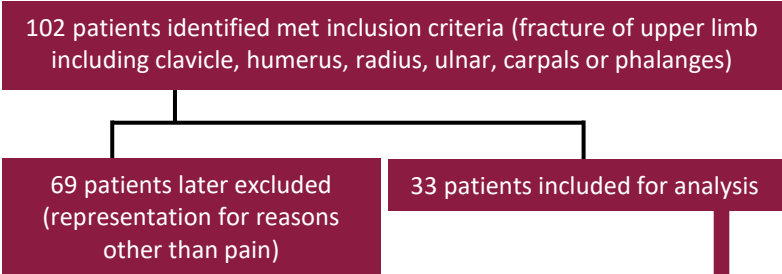 102 patients identified met inclusion criteria (fracture of upper limb
including clavicle, humerus, radius, ulnar, carpals or phalanges)
69 patients later excluded
(representation for reasons
other than pain)
33 patients included for analysis